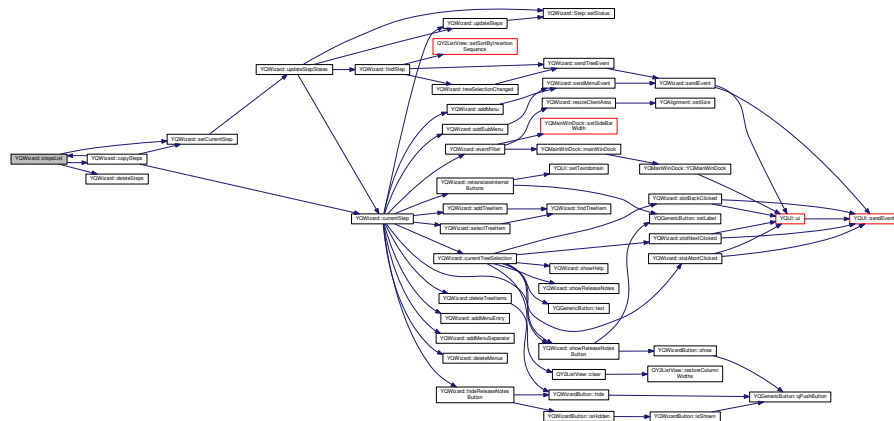 YQWizard::Step::setStatus
YQWizard::updateSteps
QY2ListView::setSortByInsertion
Sequence
YQWizard::updateStepStates
YQWizard::findStep
YQWizard::sendTreeEvent
YQWizard::treeSelectionChanged
YQWizard::sendMenuEvent
YQWizard::sendEvent
YQWizard::addMenu
YQWizard::resizeClientArea
YQAlignment::setSize
YQWizard::addSubMenu
YQMainWinDock::setSideBar
Width
YQWizard::setCurrentStep
YQWizard::eventFilter
YQMainWinDock::mainWinDock
YQWizard::stepsList
YQWizard::copySteps
YQWizard::deleteSteps
YQUI::setTextdomain
YQMainWinDock::YQMainWinDock
YQWizard::retranslateInternal
Buttons
YQWizard::slotBackClicked
YQWizard::addTreeItem
YQWizard::findTreeItem
YQWizard::currentStep
YQGenericButton::setLabel
YQUI::ui
YQUI::sendEvent
YQWizard::selectTreeItem
YQWizard::slotNextClicked
YQWizard::currentTreeSelection
YQWizard::slotAbortClicked
YQWizard::showHelp
YQWizard::showReleaseNotes
YQWizard::deleteTreeItems
YQGenericButton::text
YQWizard::addMenuEntry
YQWizard::addMenuSeparator
YQWizard::showReleaseNotes
Button
YQWizardButton::show
YQWizard::deleteMenus
QY2ListView::clear
QY2ListView::restoreColumn
Widths
YQWizard::hideReleaseNotes
Button
YQWizardButton::hide
YQGenericButton::qPushButton
YQWizardButton::isHidden
YQWizardButton::isShown